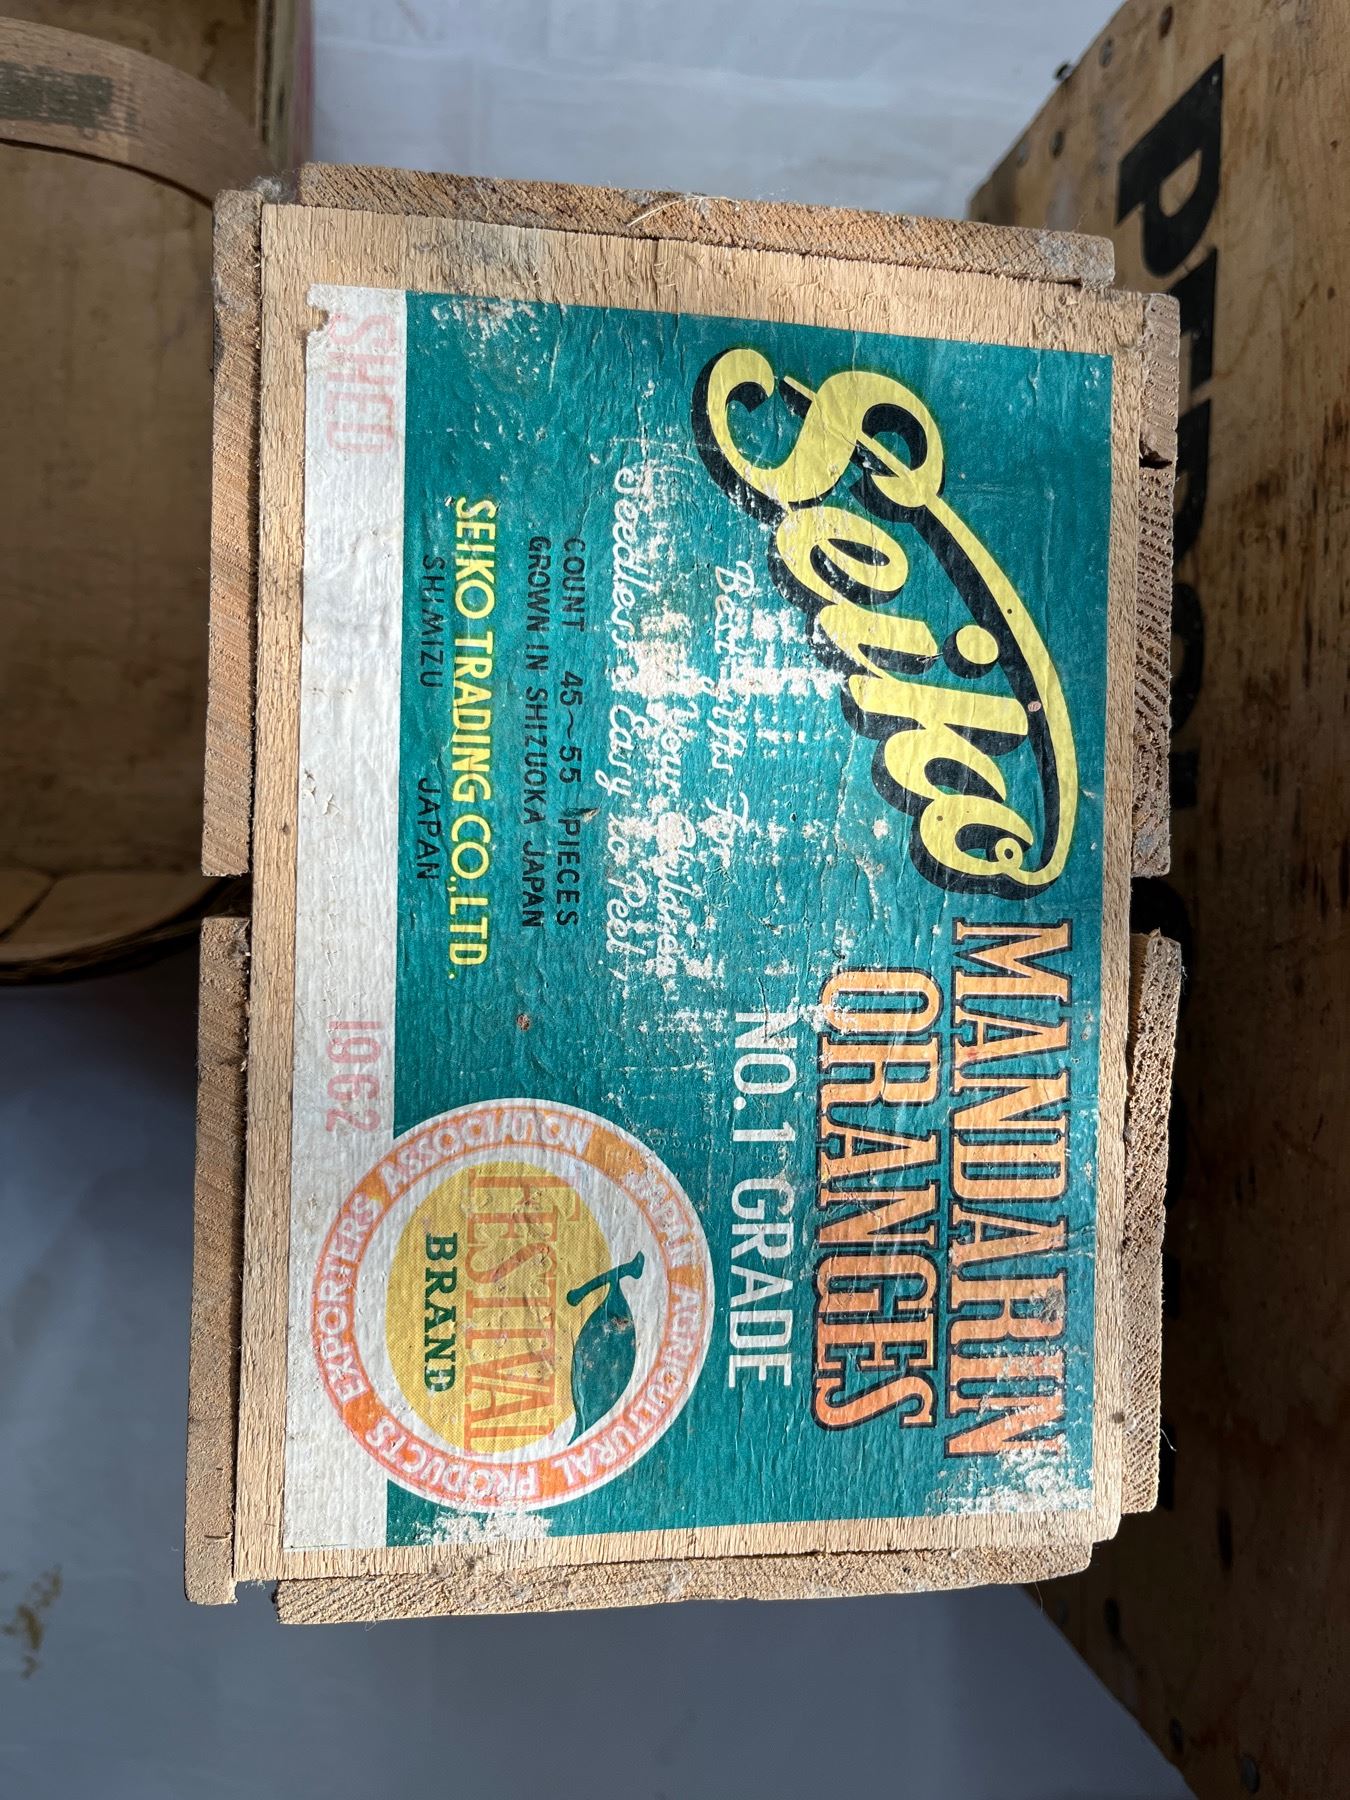 Seiko
MANDARIN
ORANGES
NO.1 GRADE
Best Gifts For
Your Children
Seedless & Easy to Peel
COUNT 45~55 PIECES
GROWN IN SHIZUOKA JAPAN
SEIKO TRADING CO.,LTD.
SHIMIZU JAPAN
JAPAN AGRICULTURAL PRODUCTS EXPORTERS ASSOCIATION
FESTIVAL
BRAND
SHED
1962